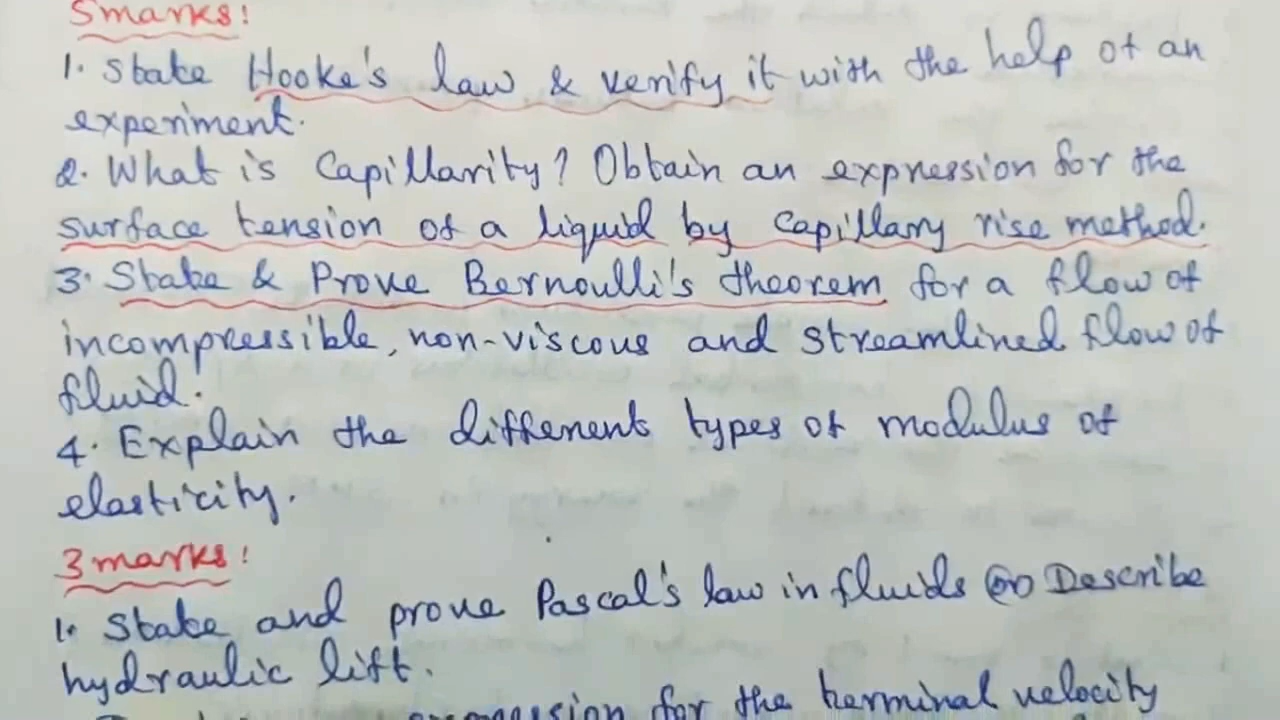 5marks:
1. State Hooke's law & verify it with the help of an
experiment.
2. What is Capillarity? Obtain an expression for the
surface tension of a liquid by Capillary rise method.
3. State & Prove Bernoulli's theorem for a flow of
incompressible, non-viscous and streamlined flow of
fluid.
4. Explain the different types of modulus of
elasticity.
3marks:
1. State and prove Pascal's law in fluids (or) Describe
hydraulic lift.
expression for the terminal velocity